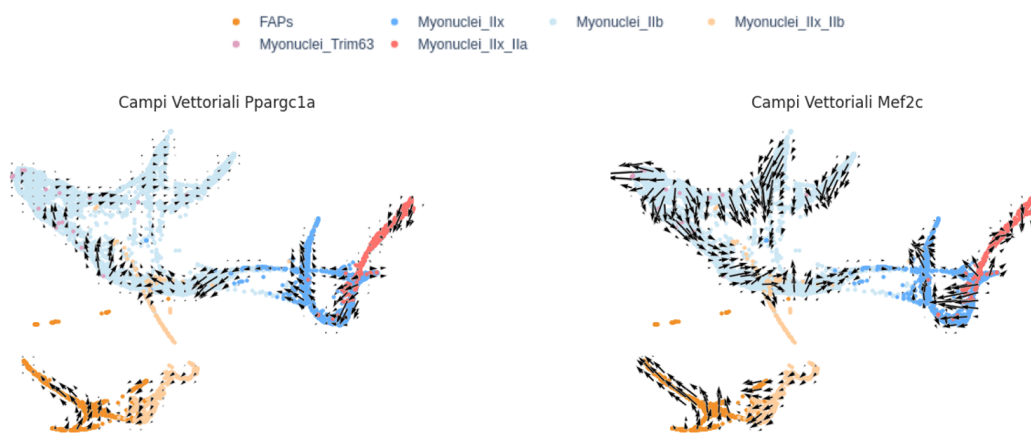 FAPs Myonuclei_IIx Myonuclei_IIb Myonuclei_IIx_IIb
Myonuclei_Trim63 Myonuclei_IIx_IIa
Campi Vettoriali Ppargc1a Campi Vettoriali Mef2c